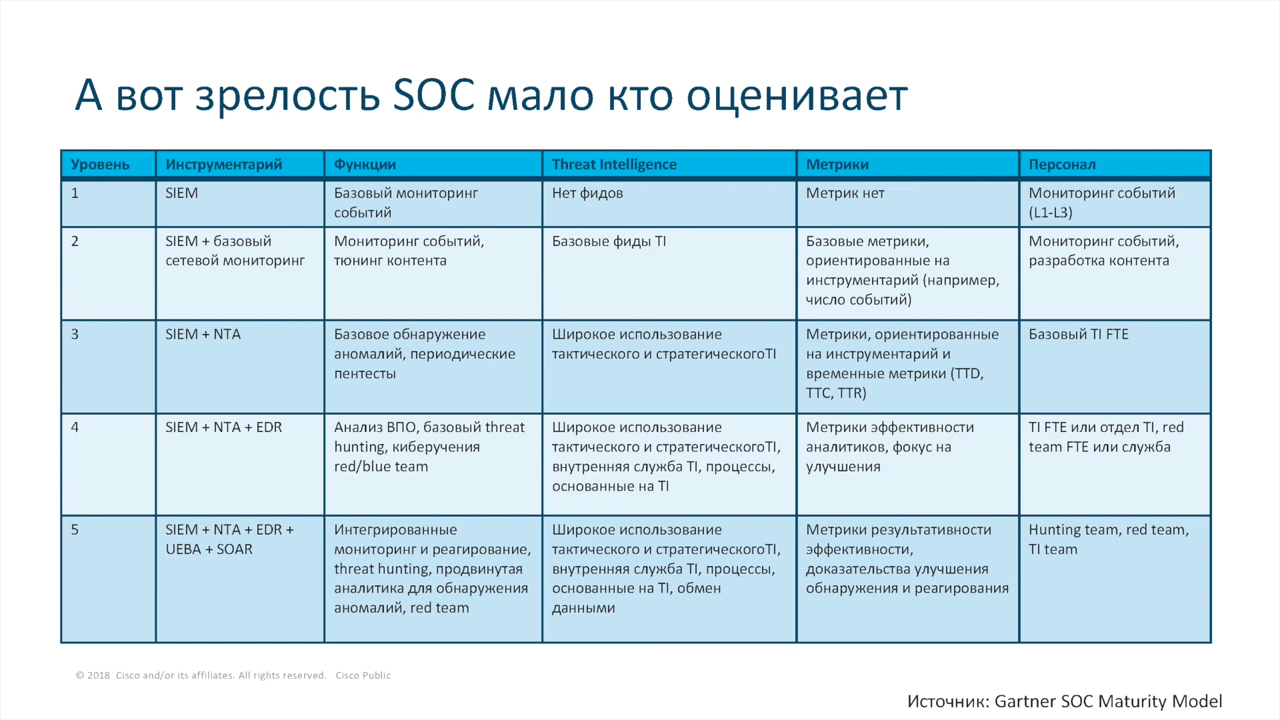 А вот зрелость SOC мало кто оценивает
Уровень
Инструментарий
Функции
Threat Intelligence
Метрики
Персонал
1
SIEM
Базовый мониторинг
событий
Нет фидов
Метрик нет
Мониторинг событий
(L1-L3)
2
SIEM + базовый
сетевой мониторинг
Мониторинг событий,
тюнинг контента
Базовые фиды TI
Базовые метрики,
ориентированные на
инструментарий (например,
число событий)
Мониторинг событий,
разработка контента
3
SIEM + NTA
Базовое обнаружение
аномалий, периодические
пентесты
Широкое использование
тактического и стратегическогоTI
Метрики, ориентированные
на инструментарий и
временные метрики (TTD,
TTC, TTR)
Базовый TI FTE
4
SIEM + NTA + EDR
Анализ ВПО, базовый threat
hunting, киберучения
red/blue team
Широкое использование
тактического и стратегическогоTI,
внутренняя служба TI, процессы,
основанные на TI
Метрики эффективности
аналитиков, фокус на
улучшения
TI FTE или отдел TI, red
team FTE или служба
5
SIEM + NTA + EDR +
UEBA + SOAR
Интегрированные
мониторинг и реагирование,
threat hunting, продвинутая
аналитика для обнаружения
аномалий, red team
Широкое использование
тактического и стратегическогоTI,
внутренняя служба TI, процессы,
основанные на TI, обмен
данными
Метрики результативности
эффективности,
доказательства улучшения
обнаружения и реагирования
Hunting team, red team,
TI team
© 2018 Cisco and/or its affiliates. All rights reserved. Cisco Public
Источник: Gartner SOC Maturity Model